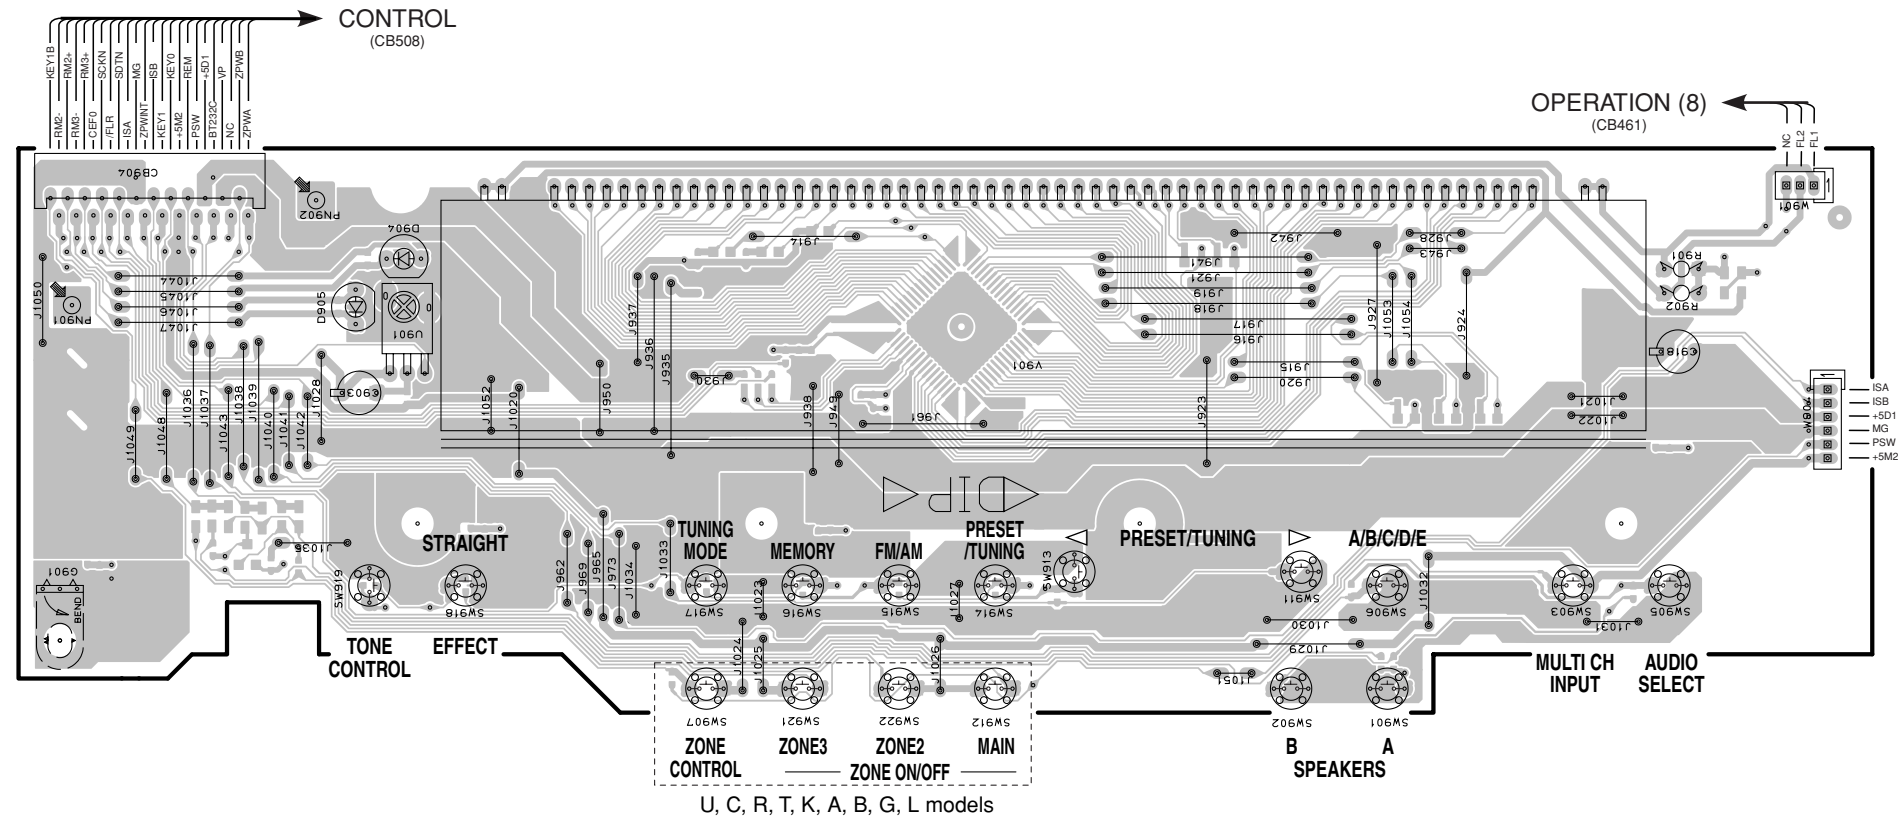 CONTROL
(CB508)
KEY1B
RM2+
RM3+
SCKN
SDTN
MG
ISB
KEY0
REM
+5D1
VP
ZPWB
RM2-
RM3-
CEF0
/FLR
ISA
ZPWINT
KEY1
+5M2
PSW
BT232C
NC
ZPWA
OPERATION (8)
(CB461)
NC
FL2
FL1
CB904
PN902
D904
W901
J1050
PN901
J1044
J1045
J1046
J1047
D905
U901
J914
J942
J928
J943
J941
J921
J919
J918
J917
J916
J915
J920
J937
J936
J935
J927
J1053
J1054
J924
R901
R902
C918
V901
J1036
J1037
J1038
J1039
J1028
C903
J1052
J1020
J950
J930
J938
J949
J961
J923
J1021
J1022
ISA
ISB
+5D1
MG
PSW
+5M2
J1049
J1048
J1043
J1040
J1041
J1042
DIP
STRAIGHT
TUNING
MODE
MEMORY
FM/AM
PRESET
/TUNING
PRESET/TUNING
A/B/C/D/E
J1035
G901
BEND
SW919
SW918
J962
J969
J965
J973
J1034
J1033
SW917
J1023
SW916
SW915
J1027
SW914
SW913
SW911
SW906
J1032
SW903
SW905
J1030
J1031
J1029
TONE
CONTROL
EFFECT
J1024
J1025
J1026
J1051
MULTI CH
INPUT
AUDIO
SELECT
SW907
SW921
SW922
SW912
SW902
SW901
ZONE
CONTROL
ZONE3
ZONE2
MAIN
ZONE ON/OFF
B
A
SPEAKERS
U, C, R, T, K, A, B, G, L models